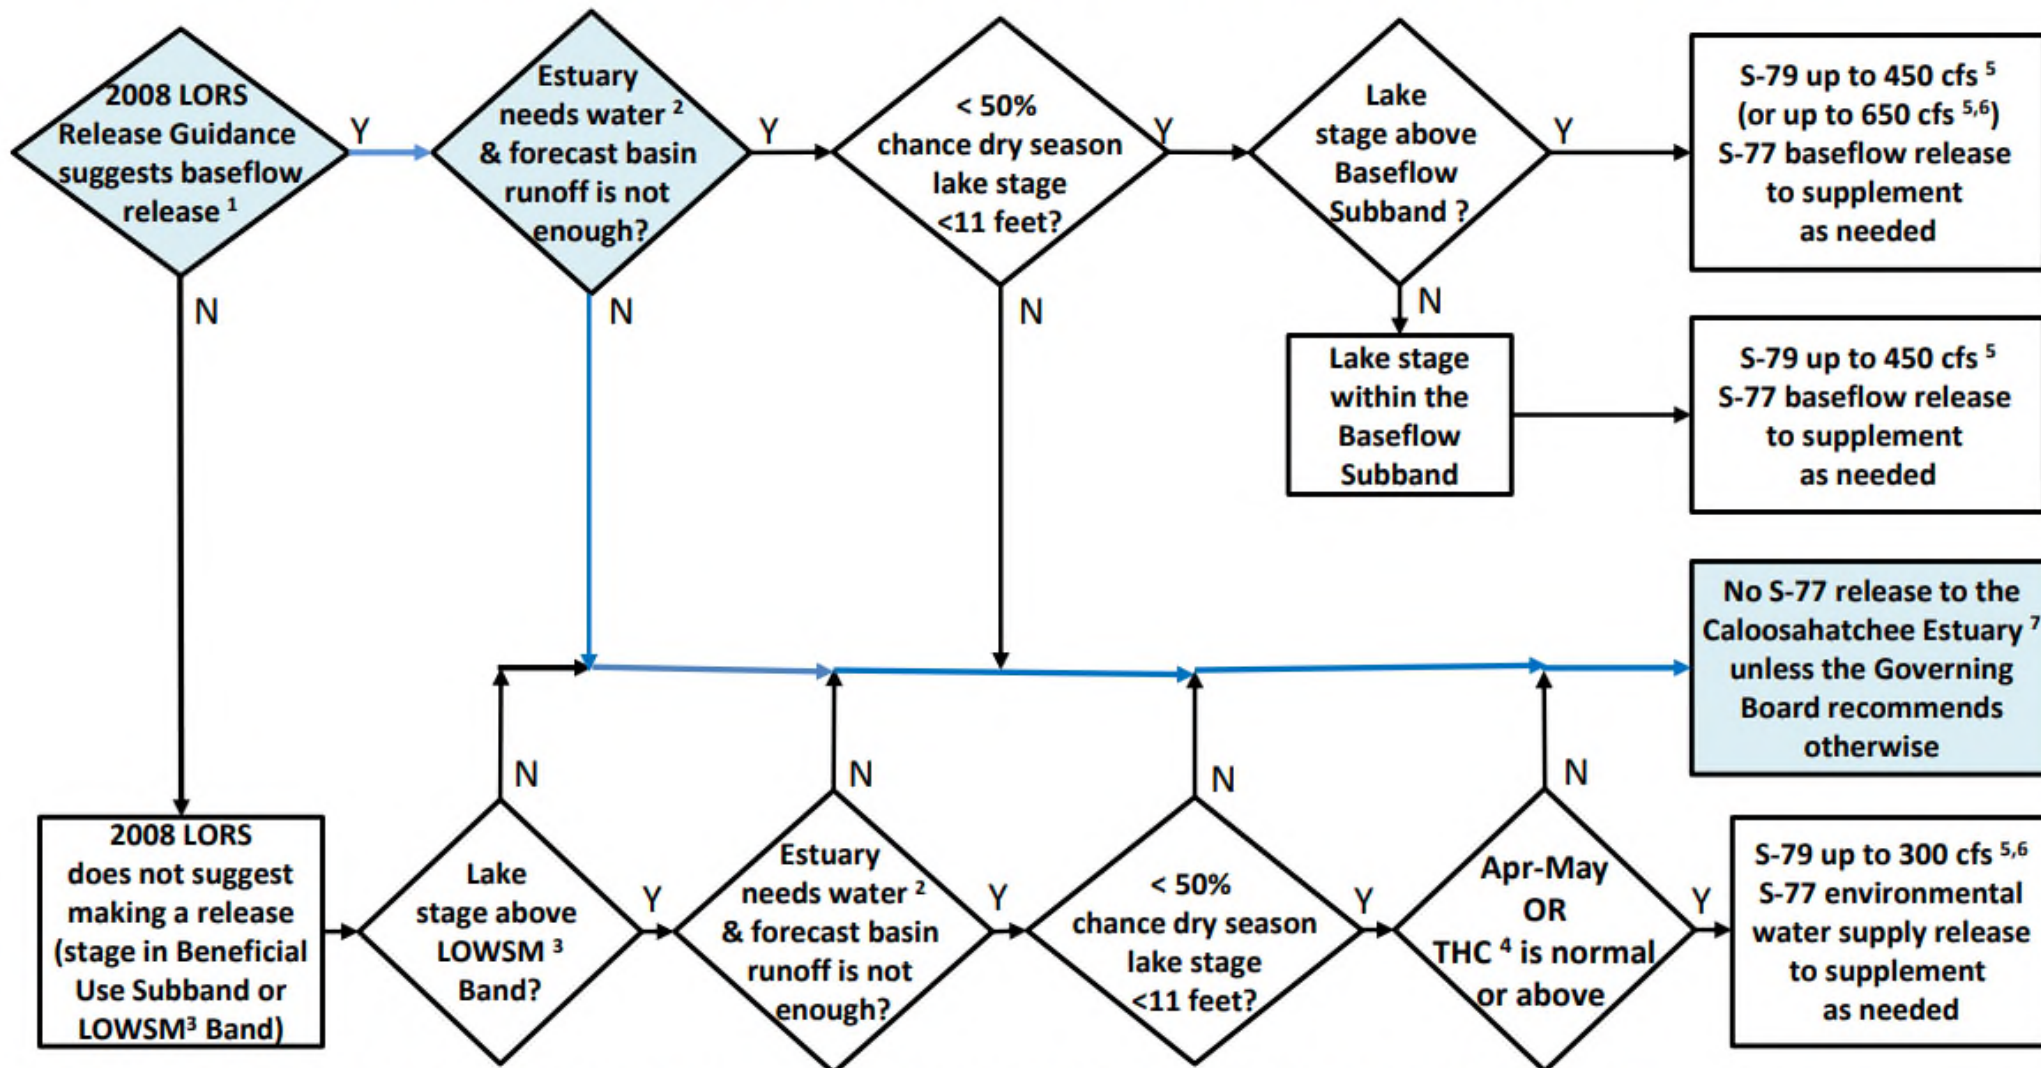 2008 LORS
Release Guidance
suggests baseflow
release 1
Y
N
Estuary
needs water 2
& forecast basin
runoff is not
enough?
Y
N
< 50%
chance dry season
lake stage
<11 feet?
Y
N
Lake
stage above
Baseflow
Subband ?
Y
N
S-79 up to 450 cfs 5
(or up to 650 cfs 5,6)
S-77 baseflow release
to supplement
as needed
Lake stage
within the
Baseflow
Subband
S-79 up to 450 cfs 5
S-77 baseflow release
to supplement
as needed
No S-77 release to the
Caloosahatchee Estuary 7
unless the Governing
Board recommends
otherwise
2008 LORS
does not suggest
making a release
(stage in Beneficial
Use Subband or
LOWSM3 Band)
N
Lake
stage above
LOWSM 3
Band?
Y
N
Estuary
needs water 2
& forecast basin
runoff is not
enough?
Y
N
< 50%
chance dry season
lake stage
<11 feet?
Y
N
Apr-May
OR
THC 4 is normal
or above
Y
S-79 up to 300 cfs 5,6
S-77 environmental
water supply release
to supplement
as needed